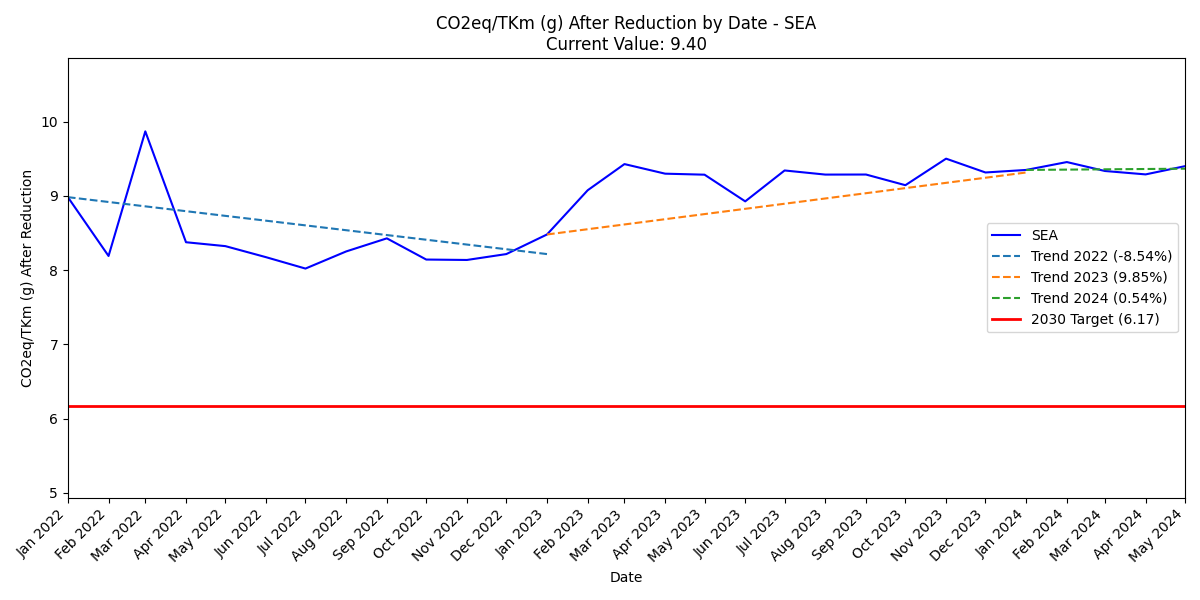 CO2eq/TKm (g) After Reduction by Date - SEA
Current Value: 9.40
CO2eq/TKm (g) After Reduction
10
9
8
7
6
5
SEA
Trend 2022 (-8.54%)
Trend 2023 (9.85%)
Trend 2024 (0.54%)
2030 Target (6.17)
Jan 2022
Feb 2022
Mar 2022
Apr 2022
May 2022
Jun 2022
Jul 2022
Aug 2022
Sep 2022
Oct 2022
Nov 2022
Dec 2022
Jan 2023
Feb 2023
Mar 2023
Apr 2023
May 2023
Jun 2023
Jul 2023
Aug 2023
Sep 2023
Oct 2023
Nov 2023
Dec 2023
Jan 2024
Feb 2024
Mar 2024
Apr 2024
May 2024
Date